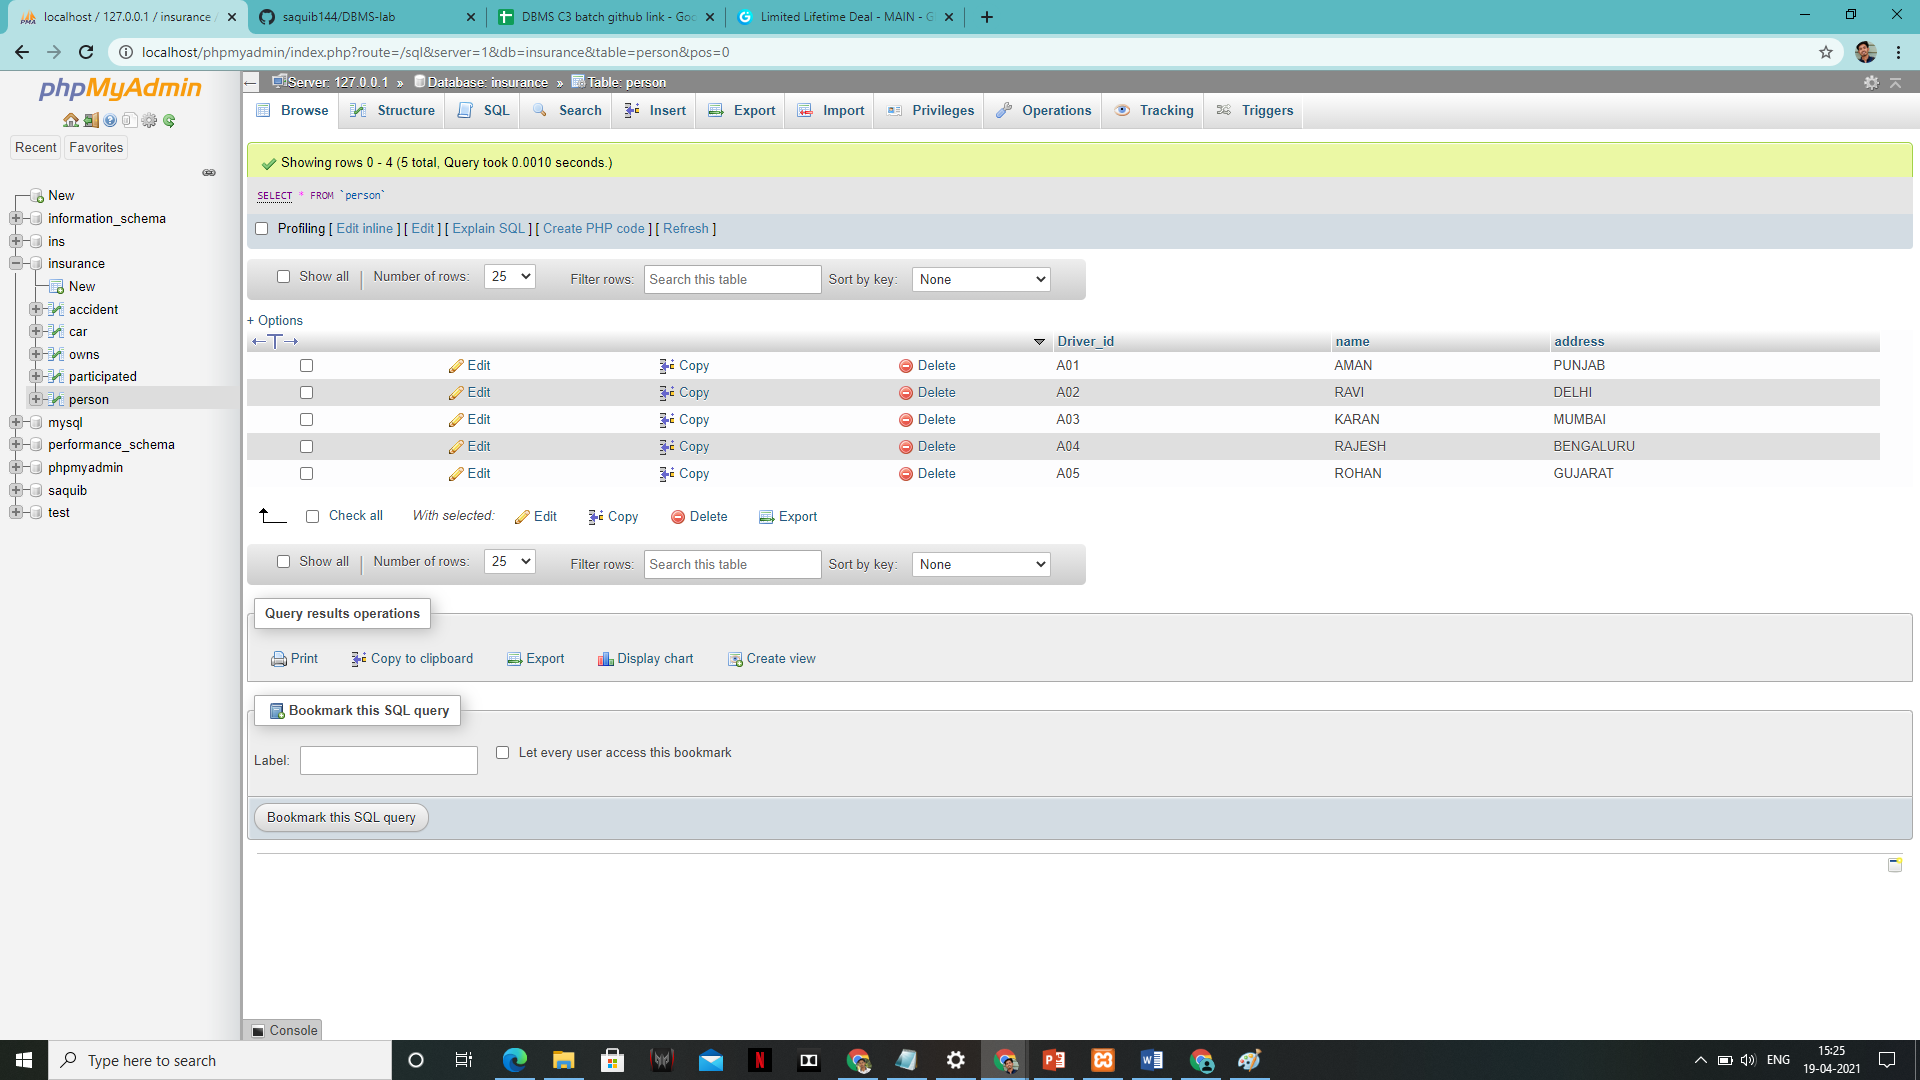 localhost / 127.0.0.1 / insurance /
saquib144/DBMS-lab
DBMS C3 batch github link - Goo
Limited Lifetime Deal - MAIN - G
localhost/phpmyadmin/index.php?route=/sql&server=1&db=insurance&table=person&pos=0
phpMyAdmin
Recent
Favorites
New
information_schema
ins
insurance
New
accident
car
owns
participated
person
mysql
performance_schema
phpmyadmin
saquib
test
Server: 127.0.0.1 » Database: insurance » Table: person
Browse Structure SQL Search Insert Export Import Privileges Operations Tracking Triggers
Showing rows 0 - 4 (5 total, Query took 0.0010 seconds.)
SELECT * FROM `person`
Profiling [ Edit inline ] [ Edit ] [ Explain SQL ] [ Create PHP code ] [ Refresh ]
Show all | Number of rows: 25 Filter rows: Search this table Sort by key: None
+ Options
←T→ Driver_id name address
Edit Copy Delete A01 AMAN PUNJAB
Edit Copy Delete A02 RAVI DELHI
Edit Copy Delete A03 KARAN MUMBAI
Edit Copy Delete A04 RAJESH BENGALURU
Edit Copy Delete A05 ROHAN GUJARAT
Check all With selected: Edit Copy Delete Export
Show all | Number of rows: 25 Filter rows: Search this table Sort by key: None
Query results operations
Print Copy to clipboard Export Display chart Create view
Bookmark this SQL query
Label: Let every user access this bookmark
Bookmark this SQL query
Console
Type here to search
ENG
15:25
19-04-2021